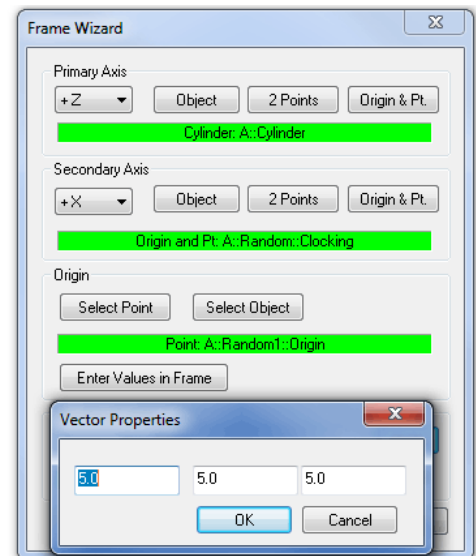 Frame Wizard
Primary Axis
+Z Object 2 Points Origin & Pt.
Cylinder: A::Cylinder
Secondary Axis
+X Object 2 Points Origin & Pt.
Origin and Pt: A::Random::Clocking
Origin
Select Point Select Object
Point: A::Random1::Origin
Enter Values in Frame
Vector Properties
5.0 5.0 5.0
OK Cancel